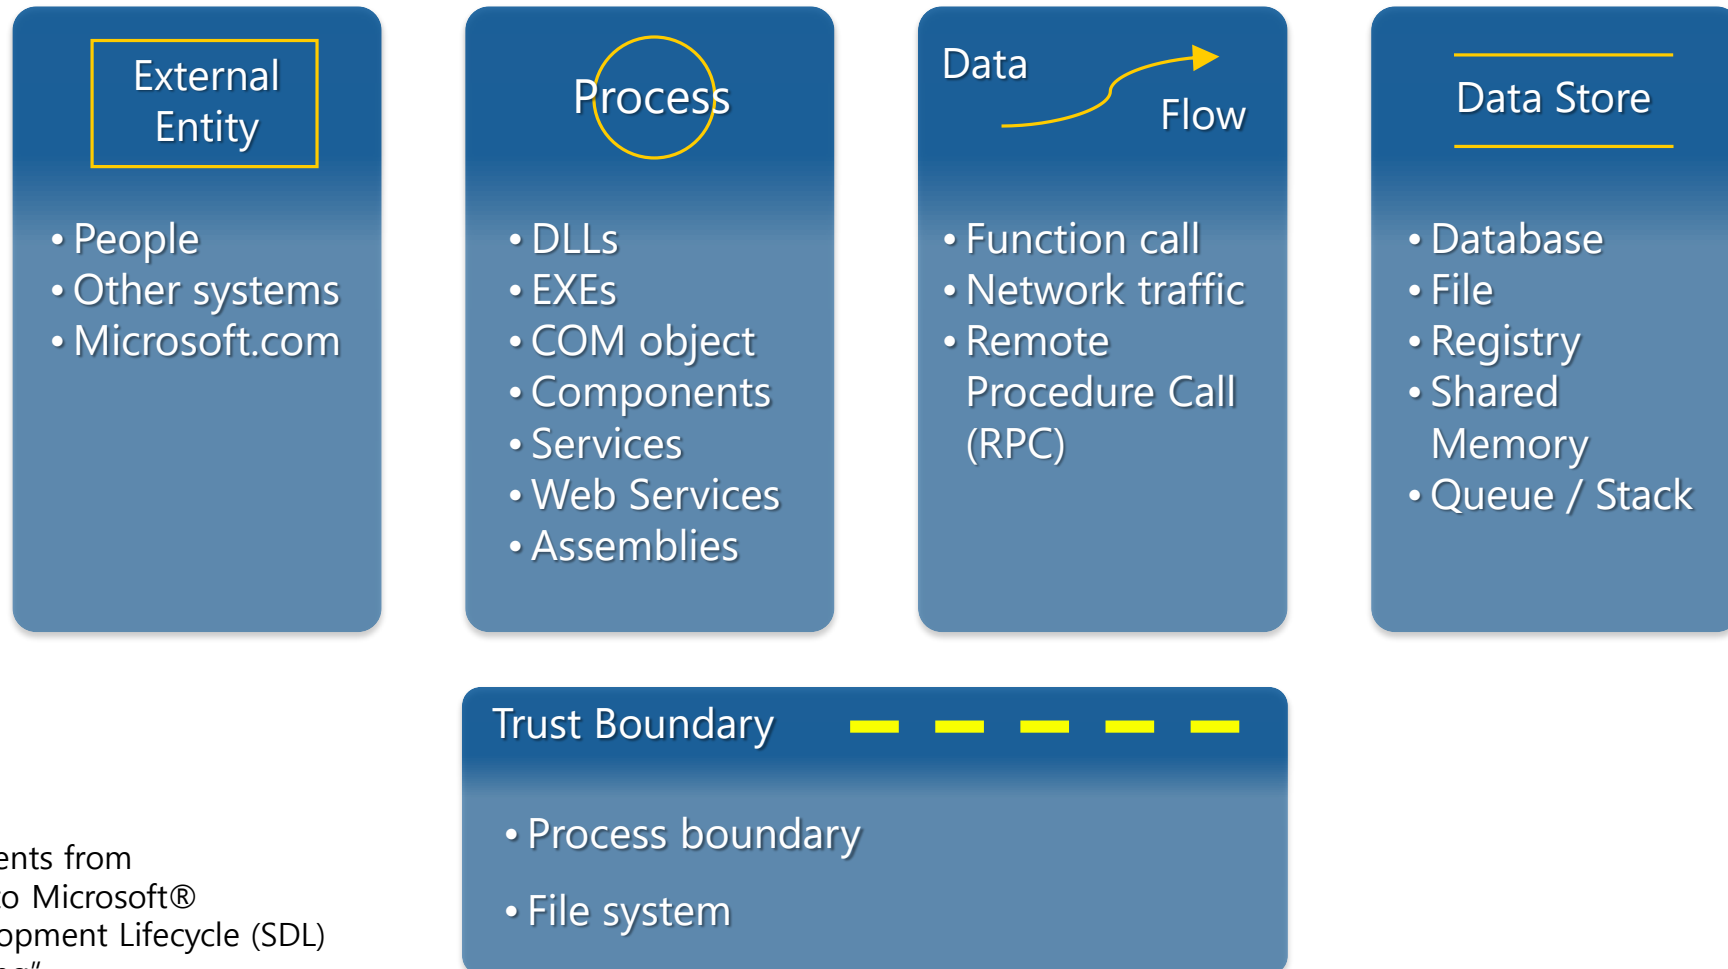 External
Entity
• People
• Other systems
• Microsoft.com
Process
• DLLs
• EXEs
• COM object
• Components
• Services
• Web Services
• Assemblies
Data
Flow
• Function call
• Network traffic
• Remote
Procedure Call
(RPC)
Data Store
• Database
• File
• Registry
• Shared
Memory
• Queue / Stack
Trust Boundary
• Process boundary
• File system
ents from
to Microsoft®
opment Lifecycle (SDL)